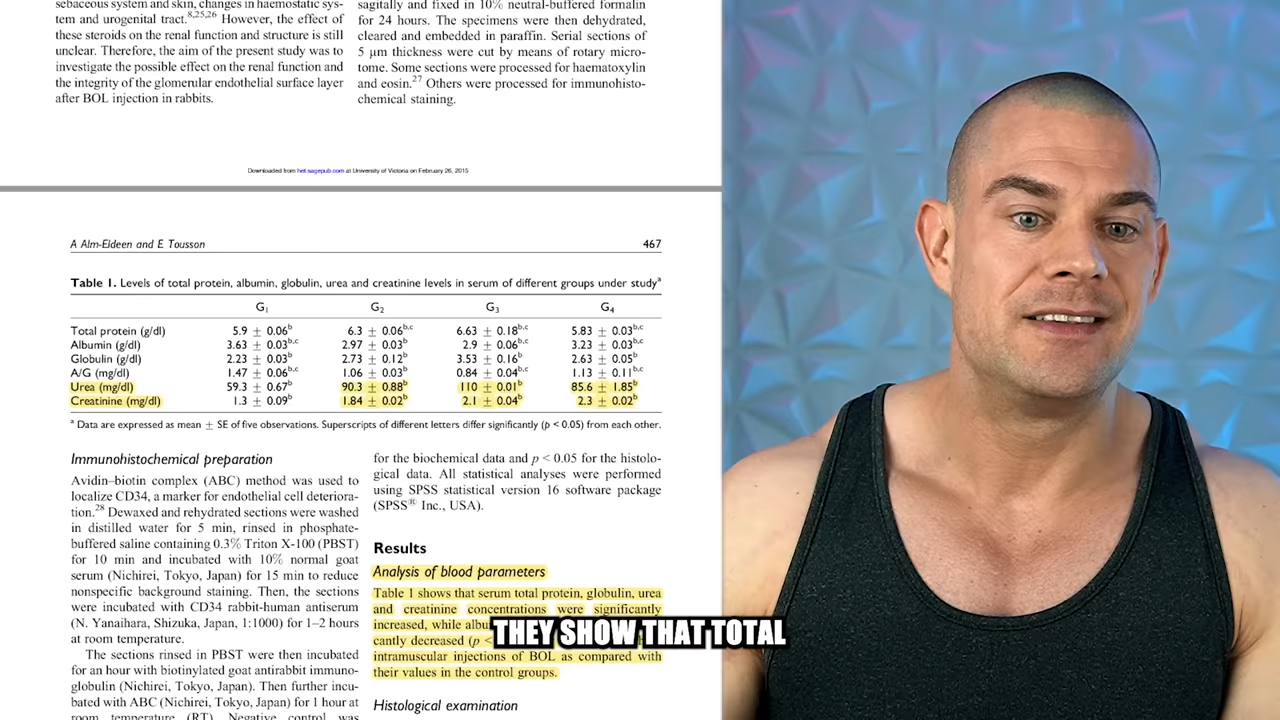 sebaceous system and skin, changes in haemostatic sys-
tem and urogenital tract.8,25,26 However, the effect of
these steroids on the renal function and structure is still
unclear. Therefore, the aim of the present study was to
investigate the possible effect on the renal function and
the integrity of the glomerular endothelial surface layer
after BOL injection in rabbits.
sagitally and fixed in 10% neutral-buffered formalin
for 24 hours. The specimens were then dehydrated,
cleared and embedded in paraffin. Serial sections of
5 μm thickness were cut by means of rotary micro-
tome. Some sections were processed for haematoxylin
and eosin.27 Others were processed for immunohisto-
chemical staining.
Downloaded from het.sagepub.com at University of Victoria on February 26, 2015
A Alm-Eldeen and E Tousson 467
Table 1. Levels of total protein, albumin, globulin, urea and creatinine levels in serum of different groups under studya
G1 G2 G3 G4
Total protein (g/dl) 5.9 ± 0.06b 6.3 ± 0.06b,c 6.63 ± 0.18b,c 5.83 ± 0.03b,c
Albumin (g/dl) 3.63 ± 0.03b,c 2.97 ± 0.03b 2.9 ± 0.06b,c 3.23 ± 0.03b,c
Globulin (g/dl) 2.23 ± 0.03b 2.73 ± 0.12b 3.53 ± 0.16b 2.63 ± 0.05b
A/G (mg/dl) 1.47 ± 0.06b,c 1.06 ± 0.03b 0.84 ± 0.04b,c 1.13 ± 0.11b,c
Urea (mg/dl) 59.3 ± 0.67b 90.3 ± 0.88b 110 ± 0.01b 85.6 ± 1.85b
Creatinine (mg/dl) 1.3 ± 0.09b 1.84 ± 0.02b 2.1 ± 0.04b 2.3 ± 0.02b
a Data are expressed as mean ± SE of five observations. Superscripts of different letters differ significantly (p < 0.05) from each other.
Immunohistochemical preparation
Avidin–biotin complex (ABC) method was used to
localize CD34, a marker for endothelial cell deteriora-
tion.28 Dewaxed and rehydrated sections were washed
in distilled water for 5 min, rinsed in phosphate-
buffered saline containing 0.3% Triton X-100 (PBST)
for 10 min and incubated with 10% normal goat
serum (Nichirei, Tokyo, Japan) for 15 min to reduce
nonspecific background staining. Then, the sections
were incubated with CD34 rabbit-human antiserum
(N. Yanaihara, Shizuka, Japan, 1:1000) for 1–2 hours
at room temperature.
The sections rinsed in PBST were then incubated
for an hour with biotinylated goat antirabbit immuno-
globulin (Nichirei, Tokyo, Japan). Then further incu-
bated with ABC (Nichirei, Tokyo, Japan) for 1 hour at
room temperature (RT). Negative control was
for the biochemical data and p < 0.05 for the histolo-
gical data. All statistical analyses were performed
using SPSS statistical version 16 software package
(SPSS® Inc., USA).
Results
Analysis of blood parameters
Table 1 shows that serum total protein, globulin, urea
and creatinine concentrations were significantly
increased, while
cantly decreased (p <
intramuscular injections of BOL as compared with
their values in the control groups.
Histological examination
THEY SHOW THAT TOTAL